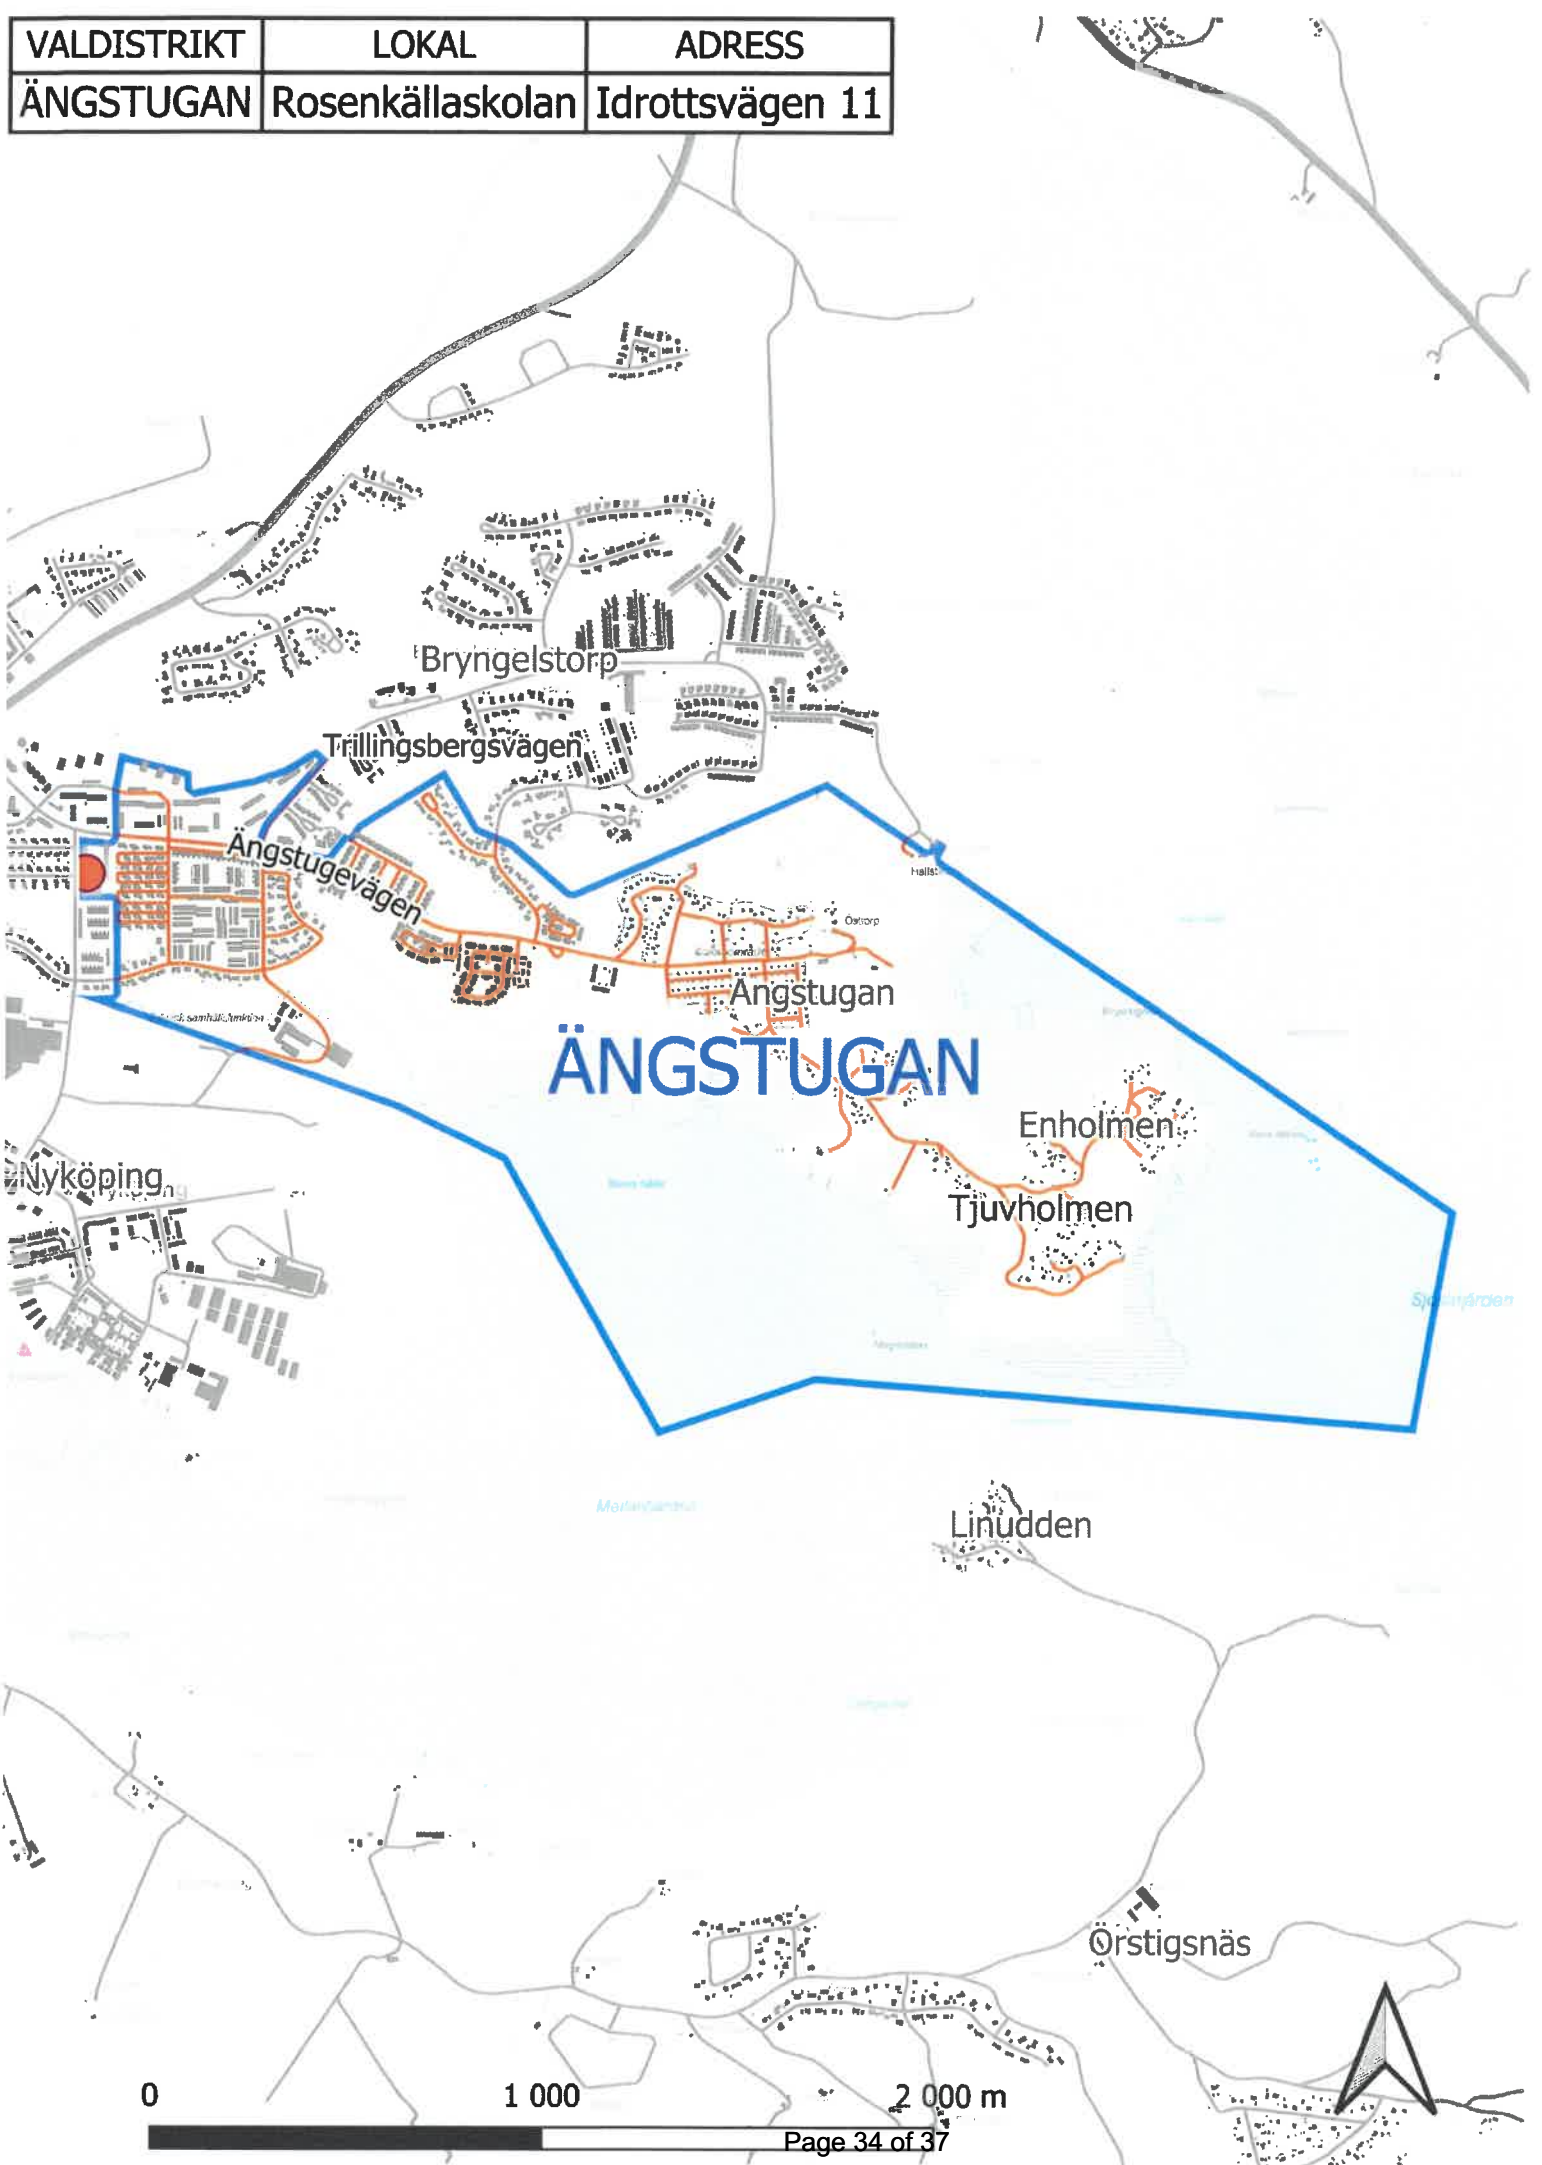 VALDISTRIKT LOKAL ADRESS
ÄNGSTUGAN Rosenkällaskolan Idrottsvägen 11
Bryngelstorp
Trillingsbergsvägen
Ängstugevägen
Östtorp
Ängstugan
ÄNGSTUGAN
Enholmen
Nyköping
Tjuvholmen
Linudden
Örstigsnäs
0 1 000 2 000 m
Page 34 of 37